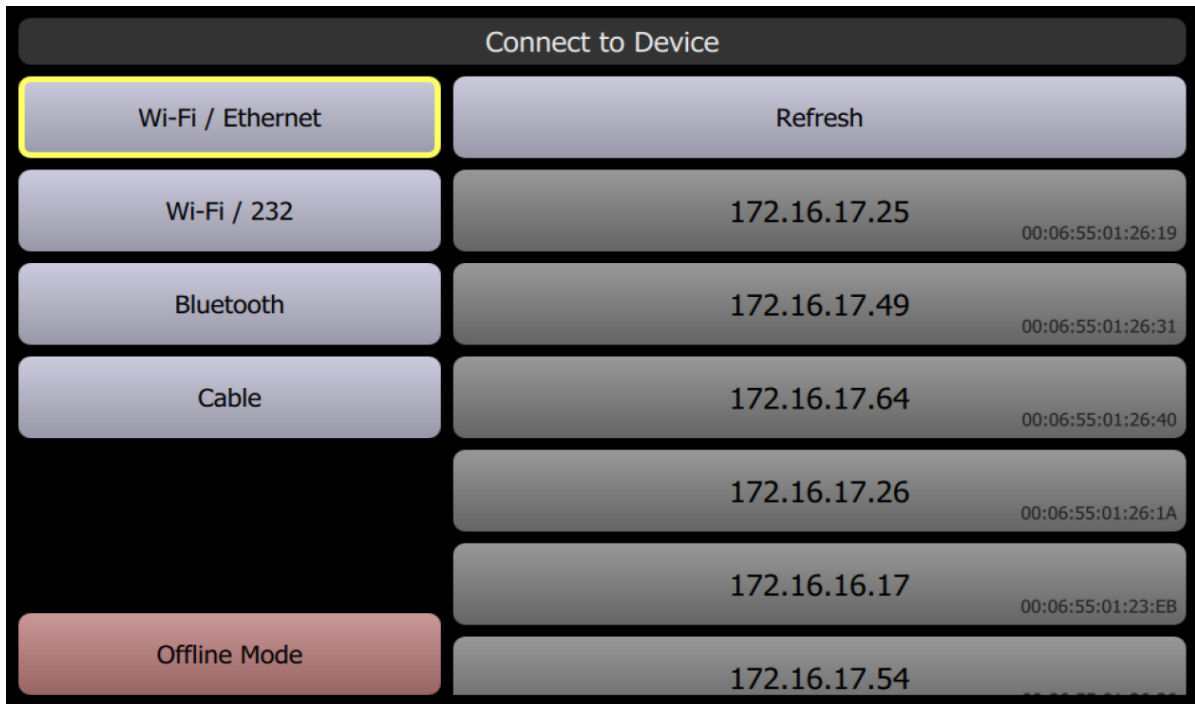 Connect to Device
Wi-Fi / Ethernet
Wi-Fi / 232
Bluetooth
Cable
Offline Mode
Refresh
172.16.17.25
00:06:55:01:26:19
172.16.17.49
00:06:55:01:26:31
172.16.17.64
00:06:55:01:26:40
172.16.17.26
00:06:55:01:26:1A
172.16.16.17
00:06:55:01:23:EB
172.16.17.54